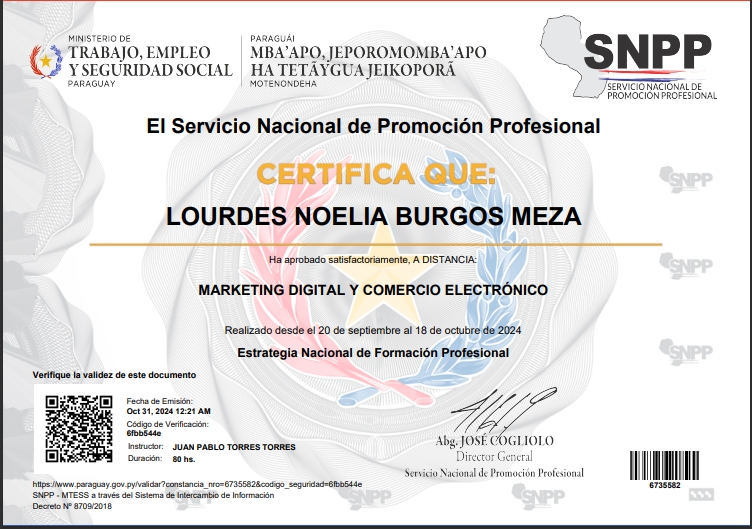 MINISTERIO DE
TRABAJO, EMPLEO
Y SEGURIDAD SOCIAL
PARAGUAY
PARAGUÁI
MBA'APO, JEPOROMOMBA'APO
HA TETÃYGUA JEIKOPORÃ
MOTENONDEHA
SNPP
SERVICIO NACIONAL DE
PROMOCIÓN PROFESIONAL
El Servicio Nacional de Promoción Profesional
CERTIFICA QUE:
LOURDES NOELIA BURGOS MEZA
Ha aprobado satisfactoriamente, A DISTANCIA:
MARKETING DIGITAL Y COMERCIO ELECTRÓNICO
Realizado desde el 20 de septiembre al 18 de octubre de 2024
Estrategia Nacional de Formación Profesional
Verifique la validez de este documento
Fecha de Emisión:
Oct 31, 2024 12:21 AM
Código de Verificación:
6fbb544e
Instructor: JUAN PABLO TORRES TORRES
Duración: 80 hs.
Abg. JOSÉ COGLIOLO
Director General
Servicio Nacional de Promoción Profesional
https://www.paraguay.gov.py/validar?constancia_nro=6735582&codigo_seguridad=6fbb544e
SNPP - MTESS a través del Sistema de Intercambio de Información
Decreto Nº 8709/2018
6735582
SNPP
SNPP
SNPP
SNPP
SNPP
SNPP